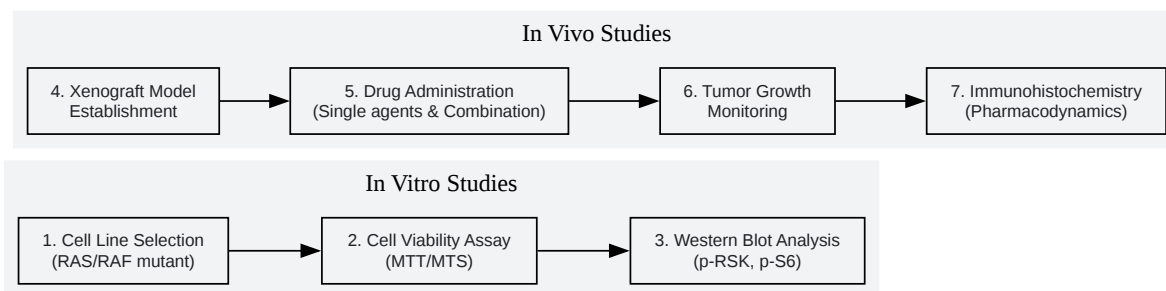 In Vivo Studies
4. Xenograft Model
Establishment
5. Drug Administration
(Single agents & Combination)
6. Tumor Growth
Monitoring
7. Immunohistochemistry
(Pharmacodynamics)
In Vitro Studies
1. Cell Line Selection
(RAS/RAF mutant)
2. Cell Viability Assay
(MTT/MTS)
3. Western Blot Analysis
(p-RSK, p-S6)